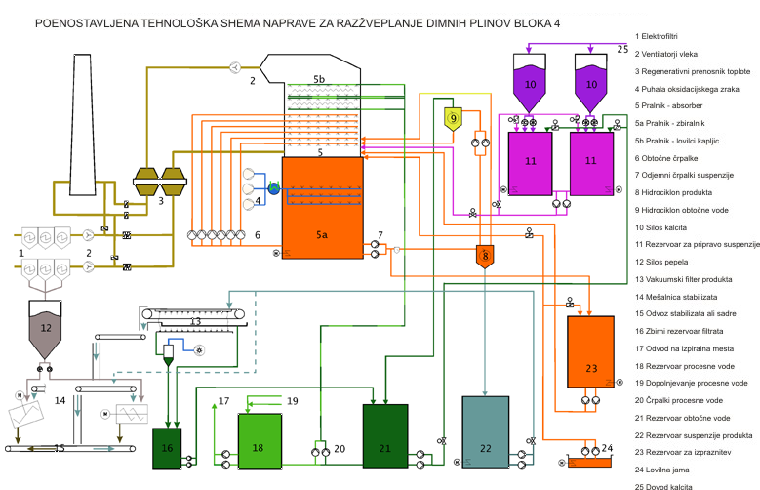 POENOSTAVLJENA TEHNOLOŠKA SHEMA NAPRAVE ZA RAZŽVEPLANJE DIMNIH PLINOV BLOKA 4
1 Elektrofiltri
2 Ventilatorji vleka
3 Regenerativni prenosnik toplote
4 Puhala oksidacijskega zraka
5 Pralnik - absorber
5a Pralnik - zbiralnik
5b Pralnik - lovilci kapljic
6 Obtočne črpalke
7 Odjemni črpalki suspenzije
8 Hidrociklon produkta
9 Hidrociklon obtočne vode
10 Silos kalcita
11 Rezervoar za pripravo suspenzije
12 Silos pepela
13 Vakuumski filter produkta
14 Mešalnica stabilizata
15 Odvoz stabilizata ali sadre
16 Zbirni rezervoar filtrata
17 Odvod na izpiralna mesta
18 Rezervoar procesne vode
19 Dopolnjevanje procesne vode
20 Črpalki procesne vode
21 Rezervoar obtočne vode
22 Rezervoar suspenzije produkta
23 Rezervoar za izpraznitev
24 Lovilna jama
25 Dovod kalcita
25
2
5b
10
10
9
5
11
11
3
4
5a
6
7
8
1
2
12
13
14
15
16
17
18
19
20
21
22
23
24